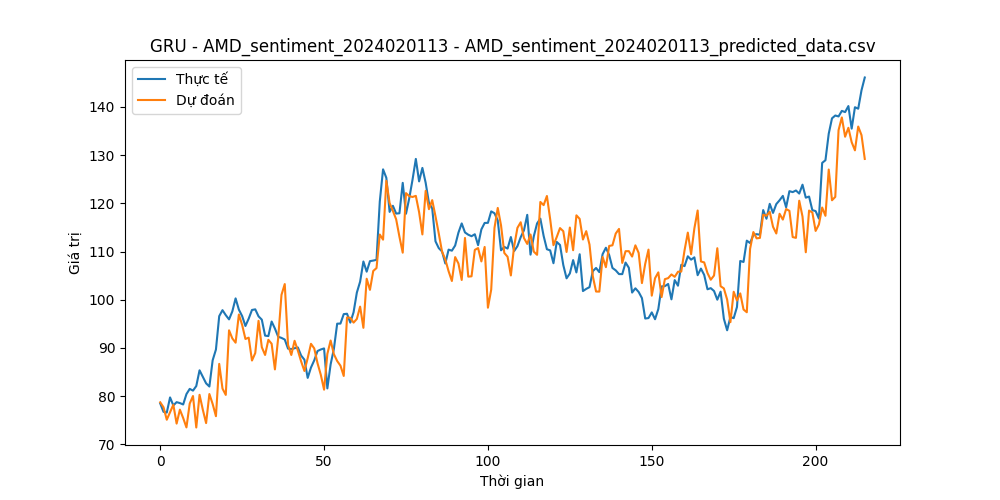 GRU - AMD_sentiment_2024020113 - AMD_sentiment_2024020113_predicted_data.csv
Thực tế
Dự đoán
Giá trị
140
130
120
110
100
90
80
70
0 50 100 150 200
Thời gian